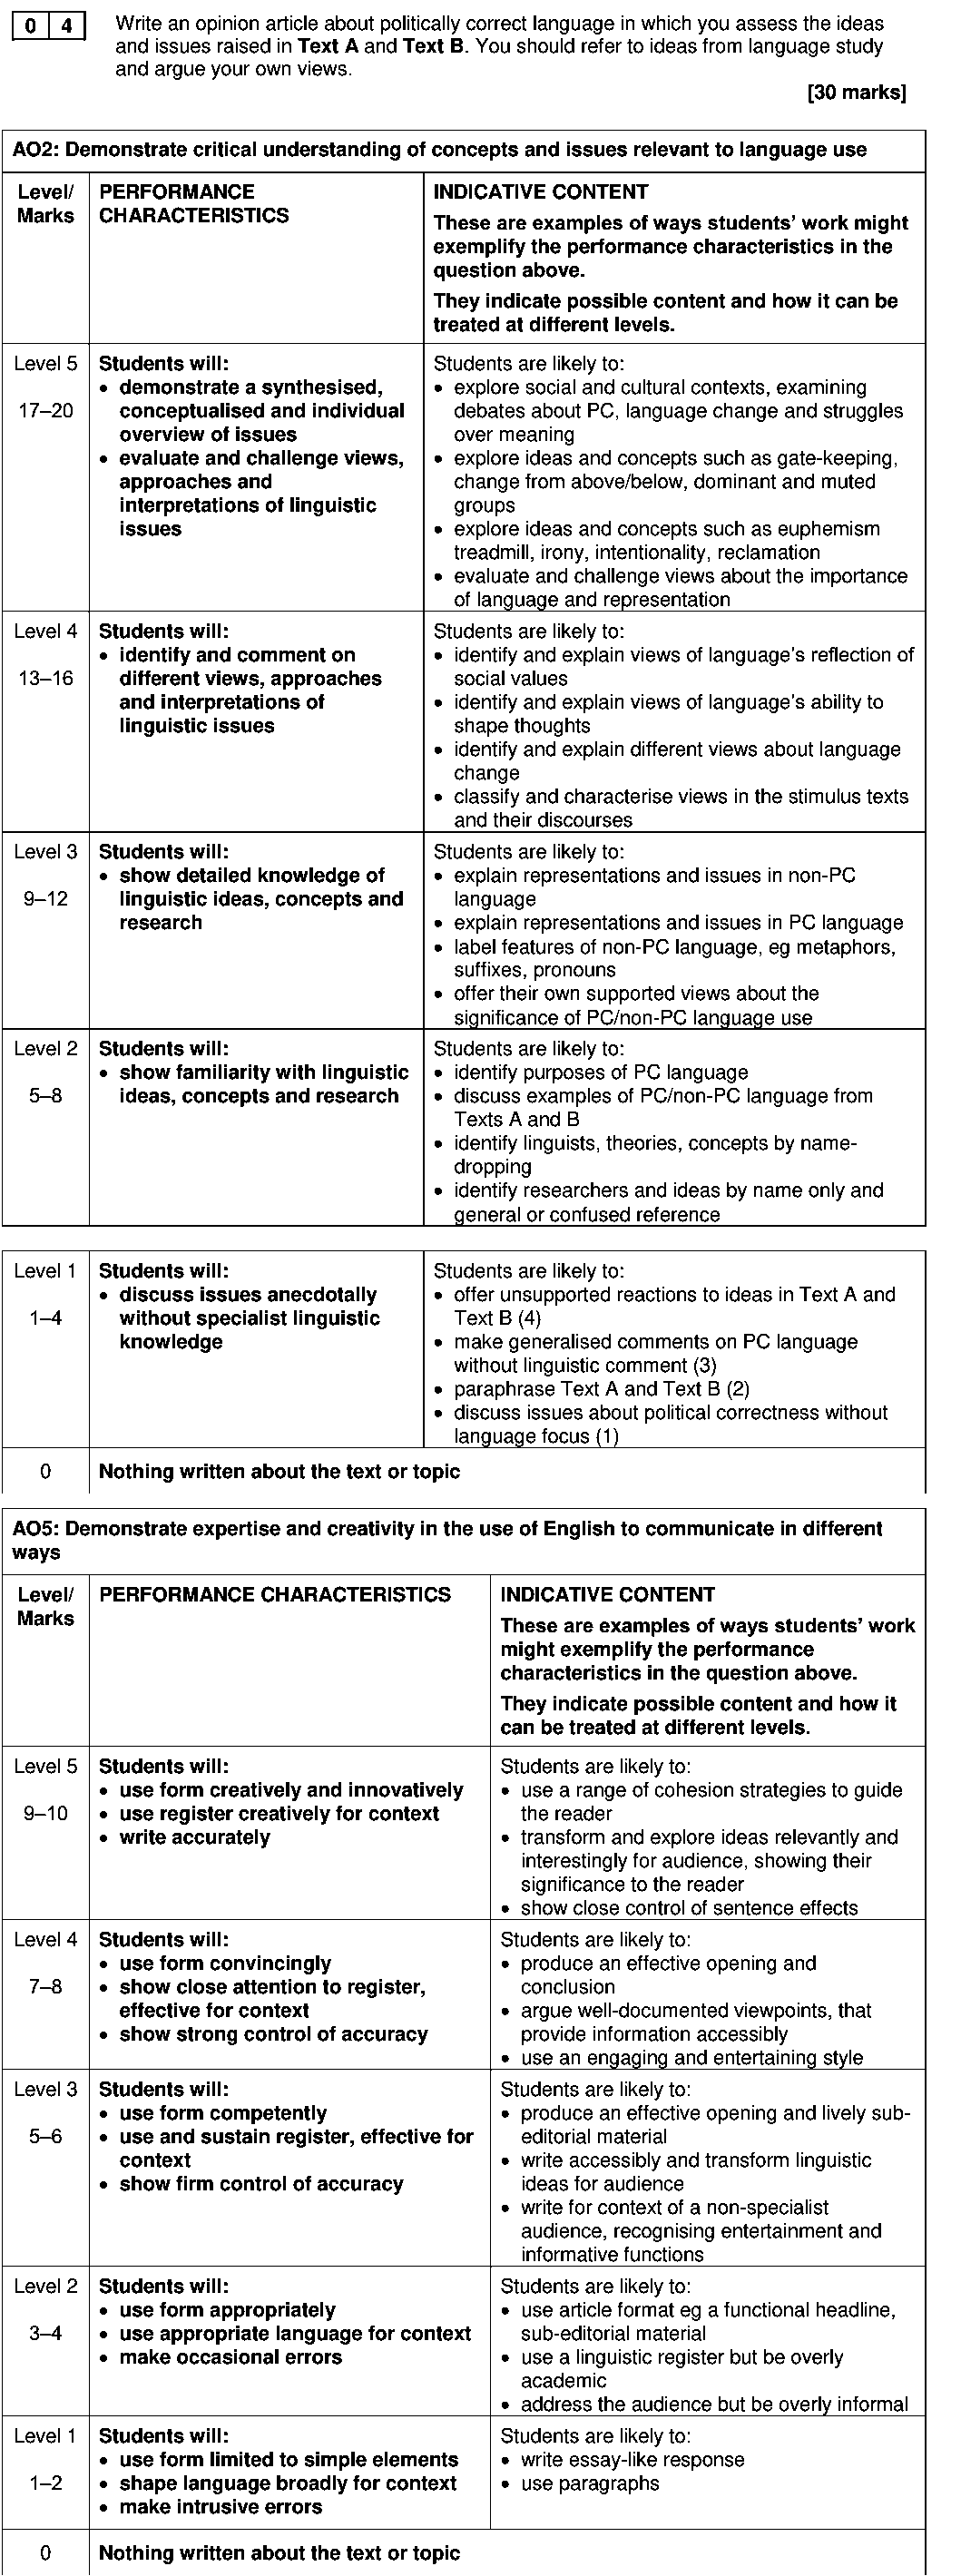 0 4 Write an opinion article about politically correct language in which you assess the ideas
and issues raised in Text A and Text B. You should refer to ideas from language study
and argue your own views.
[30 marks]
AO2: Demonstrate critical understanding of concepts and issues relevant to language use
Level/
Marks
PERFORMANCE
CHARACTERISTICS
INDICATIVE CONTENT
These are examples of ways students' work might
exemplify the performance characteristics in the
question above.
They indicate possible content and how it can be
treated at different levels.
Level 5
17–20
Students will:
• demonstrate a synthesised,
conceptualised and individual
overview of issues
• evaluate and challenge views,
approaches and
interpretations of linguistic
issues
Students are likely to:
• explore social and cultural contexts, examining
debates about PC, language change and struggles
over meaning
• explore ideas and concepts such as gate-keeping,
change from above/below, dominant and muted
groups
• explore ideas and concepts such as euphemism
treadmill, irony, intentionality, reclamation
• evaluate and challenge views about the importance
of language and representation
Level 4
13–16
Students will:
• identify and comment on
different views, approaches
and interpretations of
linguistic issues
Students are likely to:
• identify and explain views of language's reflection of
social values
• identify and explain views of language's ability to
shape thoughts
• identify and explain different views about language
change
• classify and characterise views in the stimulus texts
and their discourses
Level 3
9–12
Students will:
• show detailed knowledge of
linguistic ideas, concepts and
research
Students are likely to:
• explain representations and issues in non-PC
language
• explain representations and issues in PC language
• label features of non-PC language, eg metaphors,
suffixes, pronouns
• offer their own supported views about the
significance of PC/non-PC language use
Level 2
5–8
Students will:
• show familiarity with linguistic
ideas, concepts and research
Students are likely to:
• identify purposes of PC language
• discuss examples of PC/non-PC language from
Texts A and B
• identify linguists, theories, concepts by name-
dropping
• identify researchers and ideas by name only and
general or confused reference
Level 1
1–4
Students will:
• discuss issues anecdotally
without specialist linguistic
knowledge
Students are likely to:
• offer unsupported reactions to ideas in Text A and
Text B (4)
• make generalised comments on PC language
without linguistic comment (3)
• paraphrase Text A and Text B (2)
• discuss issues about political correctness without
language focus (1)
0
Nothing written about the text or topic
AO5: Demonstrate expertise and creativity in the use of English to communicate in different
ways
Level/
Marks
PERFORMANCE CHARACTERISTICS
INDICATIVE CONTENT
These are examples of ways students' work
might exemplify the performance
characteristics in the question above.
They indicate possible content and how it
can be treated at different levels.
Level 5
9–10
Students will:
• use form creatively and innovatively
• use register creatively for context
• write accurately
Students are likely to:
• use a range of cohesion strategies to guide
the reader
• transform and explore ideas relevantly and
interestingly for audience, showing their
significance to the reader
• show close control of sentence effects
Level 4
7–8
Students will:
• use form convincingly
• show close attention to register,
effective for context
• show strong control of accuracy
Students are likely to:
• produce an effective opening and
conclusion
• argue well-documented viewpoints, that
provide information accessibly
• use an engaging and entertaining style
Level 3
5–6
Students will:
• use form competently
• use and sustain register, effective for
context
• show firm control of accuracy
Students are likely to:
• produce an effective opening and lively sub-
editorial material
• write accessibly and transform linguistic
ideas for audience
• write for context of a non-specialist
audience, recognising entertainment and
informative functions
Level 2
3–4
Students will:
• use form appropriately
• use appropriate language for context
• make occasional errors
Students are likely to:
• use article format eg a functional headline,
sub-editorial material
• use a linguistic register but be overly
academic
• address the audience but be overly informal
Level 1
1–2
Students will:
• use form limited to simple elements
• shape language broadly for context
• make intrusive errors
Students are likely to:
• write essay-like response
• use paragraphs
0
Nothing written about the text or topic